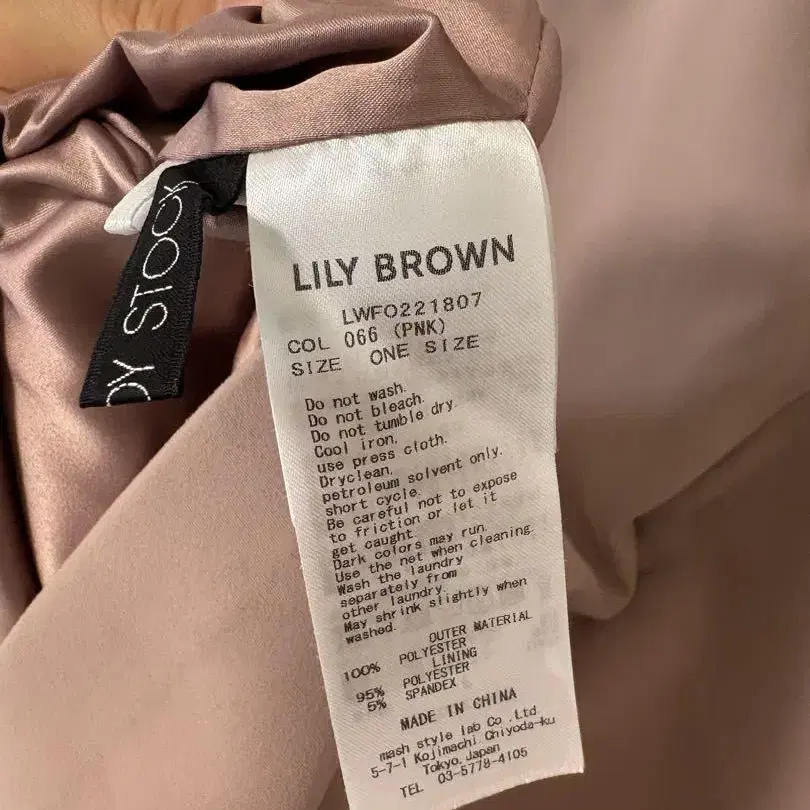 LILY BROWN
LWFO221807
COL 066 (PNK)
SIZE ONE SIZE
Do not wash.
Do not bleach.
Do not tumble dry.
Cool iron.
use press cloth.
Dryclean.
petroleum solvent only.
short cycle.
Be careful not to expose
to friction or let it
get caught.
Dark colors may run.
Use the net when cleaning.
Wash the laundry
separately from
other laundry.
May shrink slightly when
washed.
OUTER MATERIAL
100% POLYESTER
LINING
95% POLYESTER
5% SPANDEX
MADE IN CHINA
mash style lab Co.,Ltd.
5-7-1 Kojimachi,Chiyoda-ku
Tokyo,Japan
TEL 03-5778-4105
DY STOCK